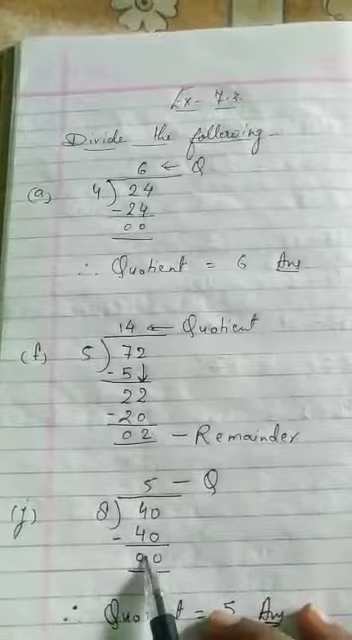 Ex- 7.3.
Divide the following-
6 ← Q
(a) 4) 24
-24
00
∴ Quotient = 6 Ans
14 ← Quotient
(f) 5) 72
-5↓
22
-20
02 - Remainder
5 - Q
(j) 8) 40
- 40
00
∴ = 5 Ans